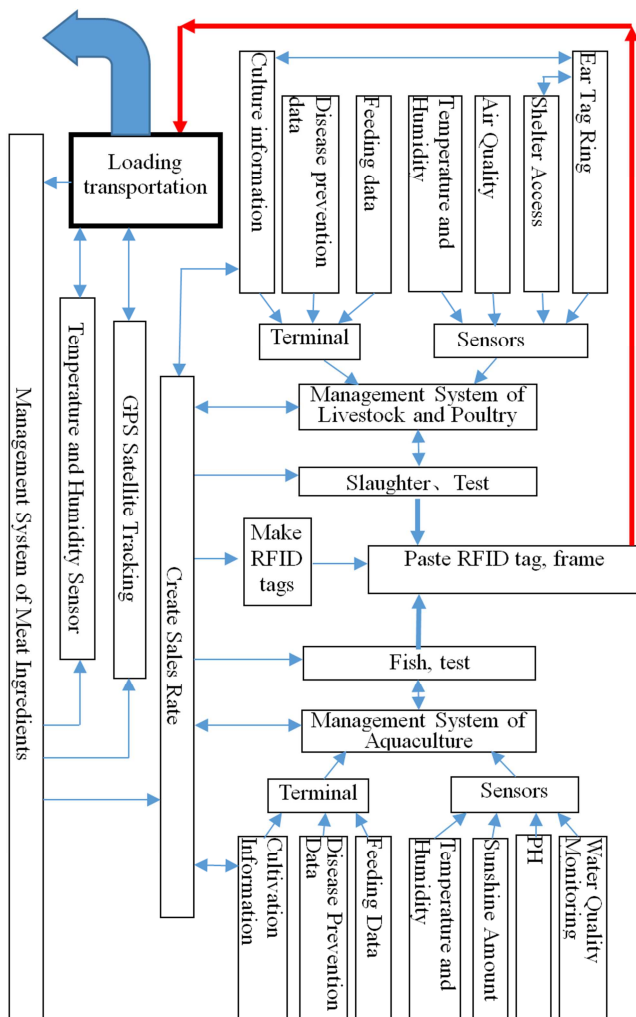 Loading
transportation
Culture information
Disease prevention
data
Feeding data
Temperature and
Humidity
Air Quality
Shelter Access
Ear Tag Ring
Terminal
Sensors
Management System of
Livestock and Poultry
Slaughter、Test
Make
RFID
tags
Paste RFID tag, frame
Fish, test
Management System of
Aquaculture
Terminal
Sensors
Cultivation
Information
Disease Prevention
Data
Feeding Data
Temperature and
Humidity
Sunshine Amount
PH
Water Quality
Monitoring
Management System of Meat Ingredients
Temperature and
Humidity Sensor
GPS Satellite Tracking
Create Sales Rate